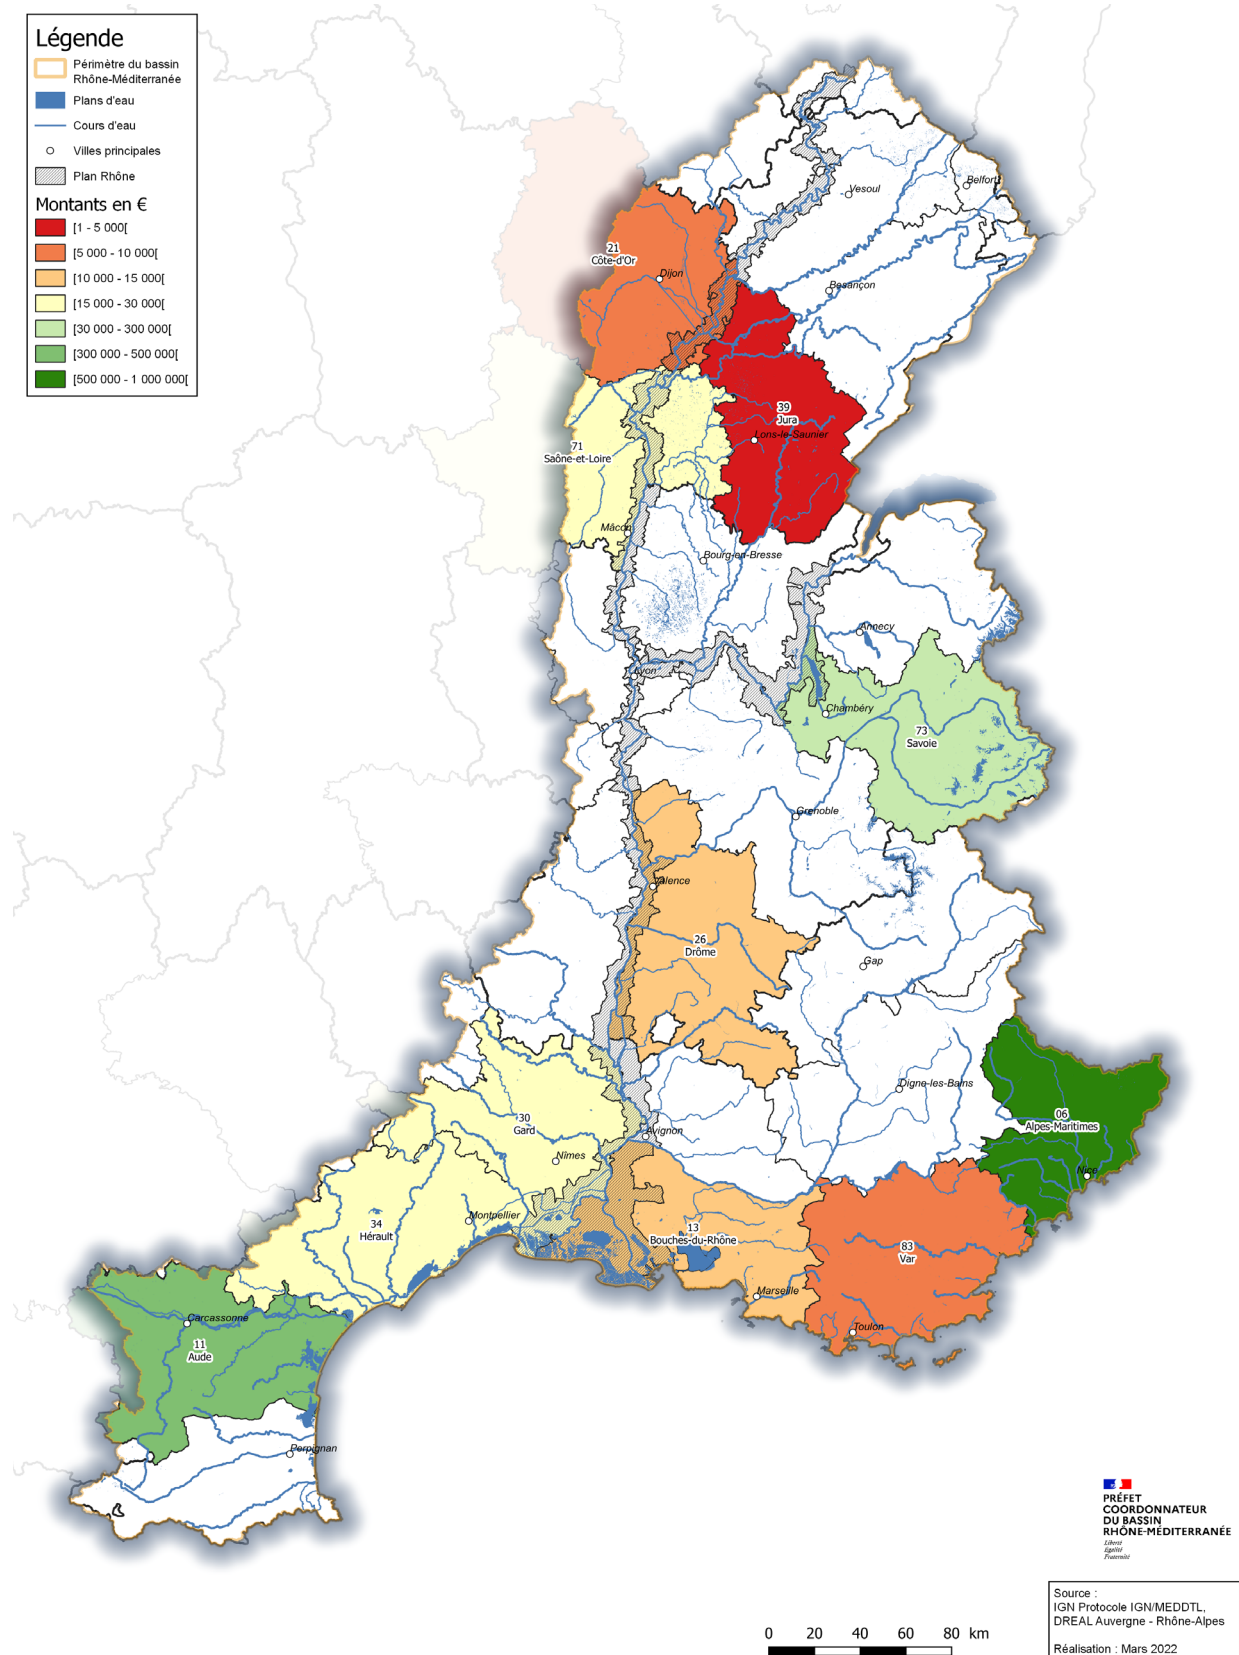 Légende
Périmètre du bassin
Rhône-Méditerranée
Plans d'eau
Cours d'eau
Villes principales
Plan Rhône
Montants en €
[1 - 5 000[
[5 000 - 10 000[
[10 000 - 15 000[
[15 000 - 30 000[
[30 000 - 300 000[
[300 000 - 500 000[
[500 000 - 1 000 000[
Vesoul
Belfort
21
Côte-d'Or
Dijon
Besançon
39
Jura
Lons-le-Saunier
71
Saône-et-Loire
Mâcon
Bourg-en-Bresse
Annecy
Lyon
Chambéry
73
Savoie
Grenoble
Valence
26
Drôme
Gap
Digne-les-Bains
06
Alpes-Maritimes
Nice
30
Gard
Avignon
Nîmes
34
Hérault
Montpellier
13
Bouches-du-Rhône
83
Var
Marseille
Toulon
Carcassonne
11
Aude
Perpignan
PRÉFET
COORDONNATEUR
DU BASSIN
RHÔNE-MÉDITERRANÉE
Liberté
Égalité
Fraternité
Source :
IGN Protocole IGN/MEDDTL,
DREAL Auvergne - Rhône-Alpes
Réalisation : Mars 2022
0 20 40 60 80 km